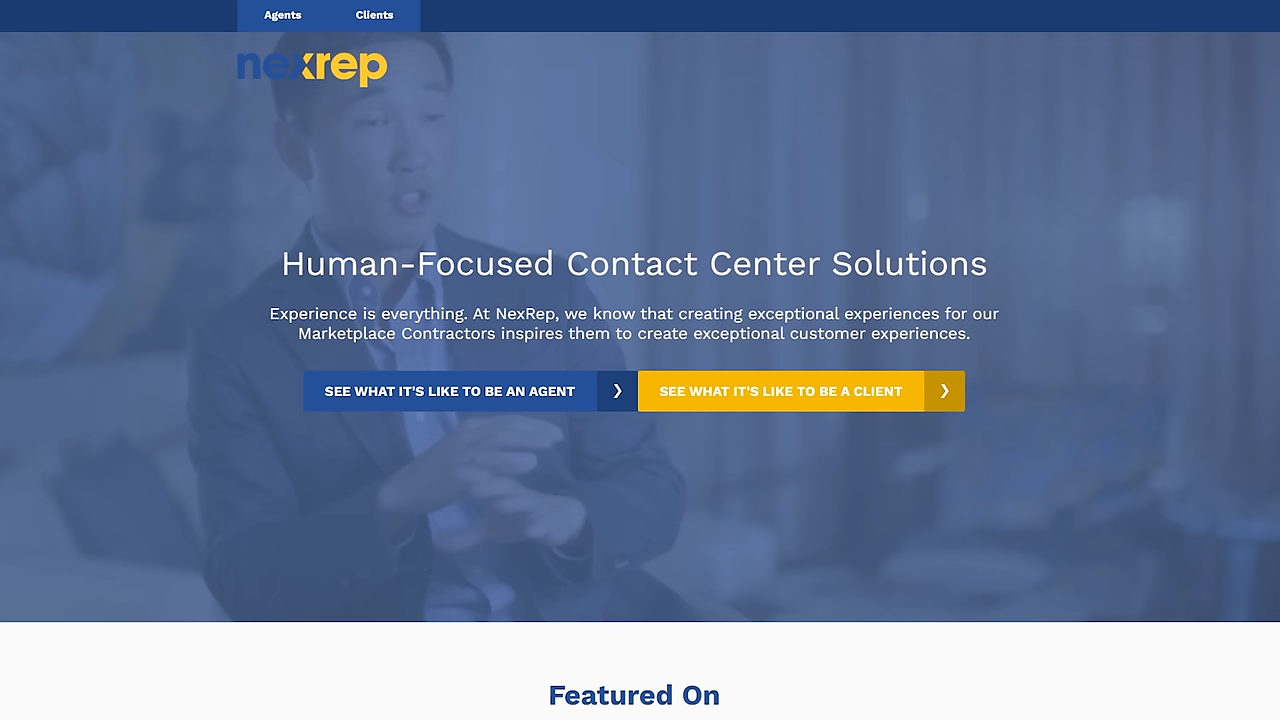 Agents
Clients
nexrep
Human-Focused Contact Center Solutions
Experience is everything. At NexRep, we know that creating exceptional experiences for our
Marketplace Contractors inspires them to create exceptional customer experiences.
SEE WHAT IT'S LIKE TO BE AN AGENT ❯
SEE WHAT IT'S LIKE TO BE A CLIENT ❯
Featured On